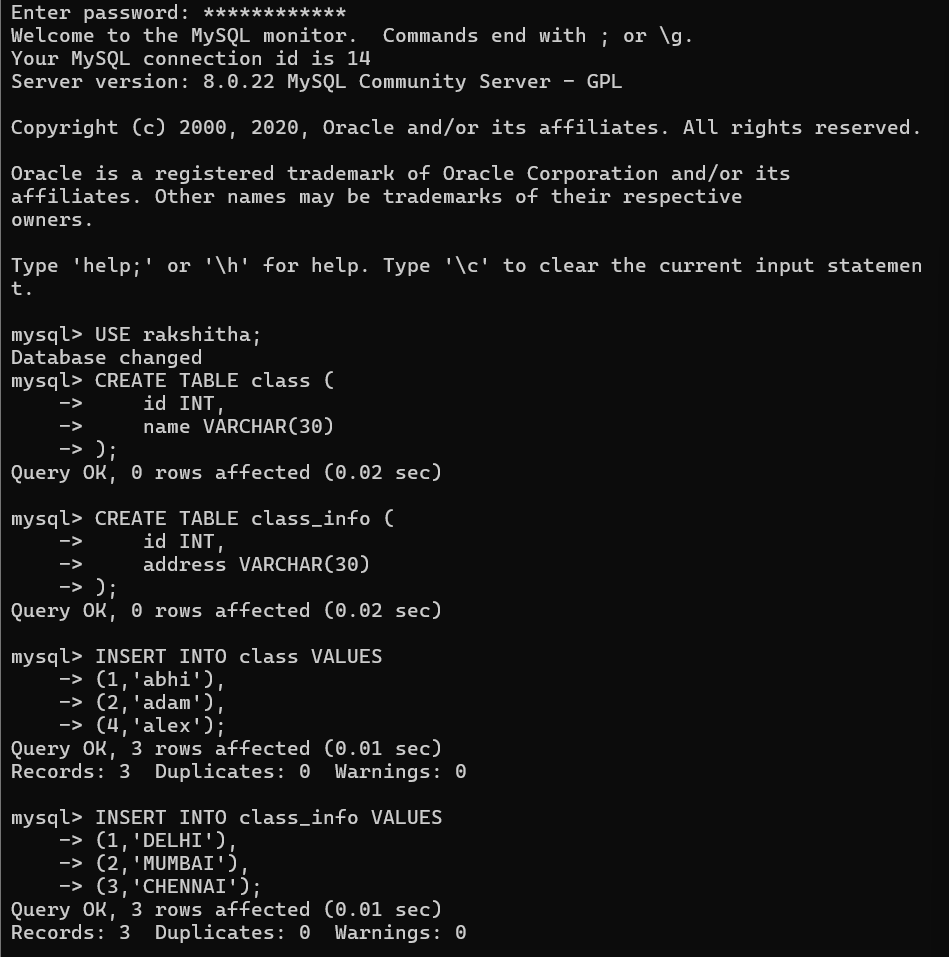 Enter password: ************
Welcome to the MySQL monitor.  Commands end with ; or \g.
Your MySQL connection id is 14
Server version: 8.0.22 MySQL Community Server - GPL

Copyright (c) 2000, 2020, Oracle and/or its affiliates. All rights reserved.

Oracle is a registered trademark of Oracle Corporation and/or its
affiliates. Other names may be trademarks of their respective
owners.

Type 'help;' or '\h' for help. Type '\c' to clear the current input statemen
t.

mysql> USE rakshitha;
Database changed
mysql> CREATE TABLE class (
    ->     id INT,
    ->     name VARCHAR(30)
    -> );
Query OK, 0 rows affected (0.02 sec)

mysql> CREATE TABLE class_info (
    ->     id INT,
    ->     address VARCHAR(30)
    -> );
Query OK, 0 rows affected (0.02 sec)

mysql> INSERT INTO class VALUES
    -> (1,'abhi'),
    -> (2,'adam'),
    -> (4,'alex');
Query OK, 3 rows affected (0.01 sec)
Records: 3  Duplicates: 0  Warnings: 0

mysql> INSERT INTO class_info VALUES
    -> (1,'DELHI'),
    -> (2,'MUMBAI'),
    -> (3,'CHENNAI');
Query OK, 3 rows affected (0.01 sec)
Records: 3  Duplicates: 0  Warnings: 0